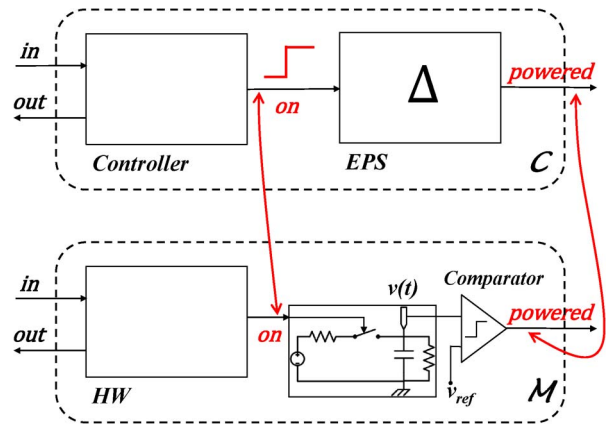 in
out
on
powered
Δ
Controller
EPS
C
in
out
on
v(t)
Comparator
powered
v_ref
HW
M